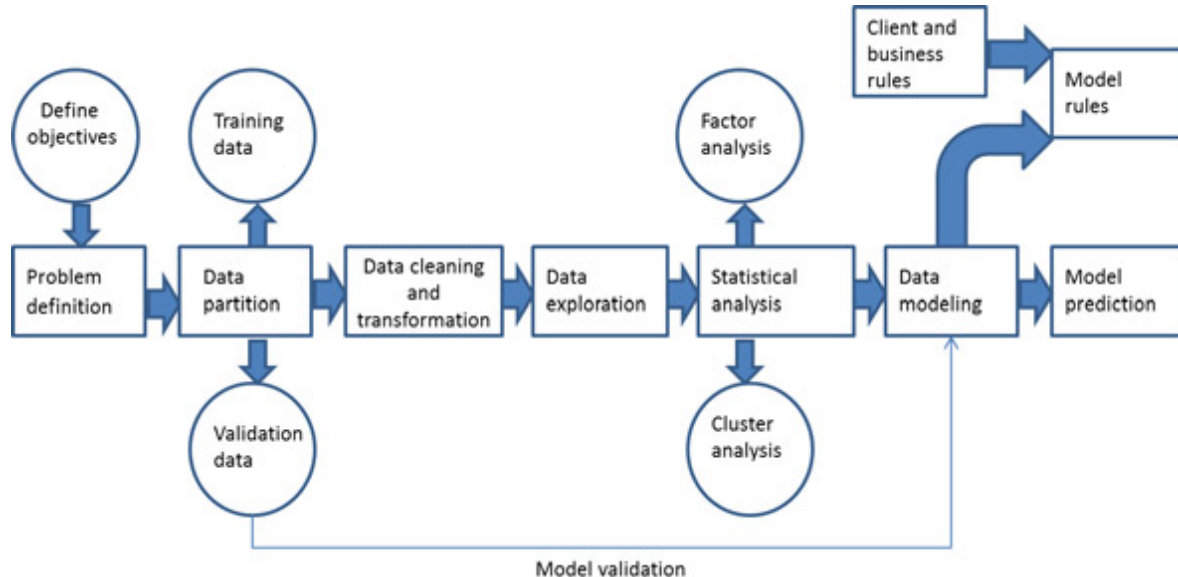 Client and
business
rules
Model
rules
Define
objectives
Training
data
Factor
analysis
Problem
definition
Data
partition
Data cleaning
and
transformation
Data
exploration
Statistical
analysis
Data
modeling
Model
prediction
Validation
data
Cluster
analysis
Model validation